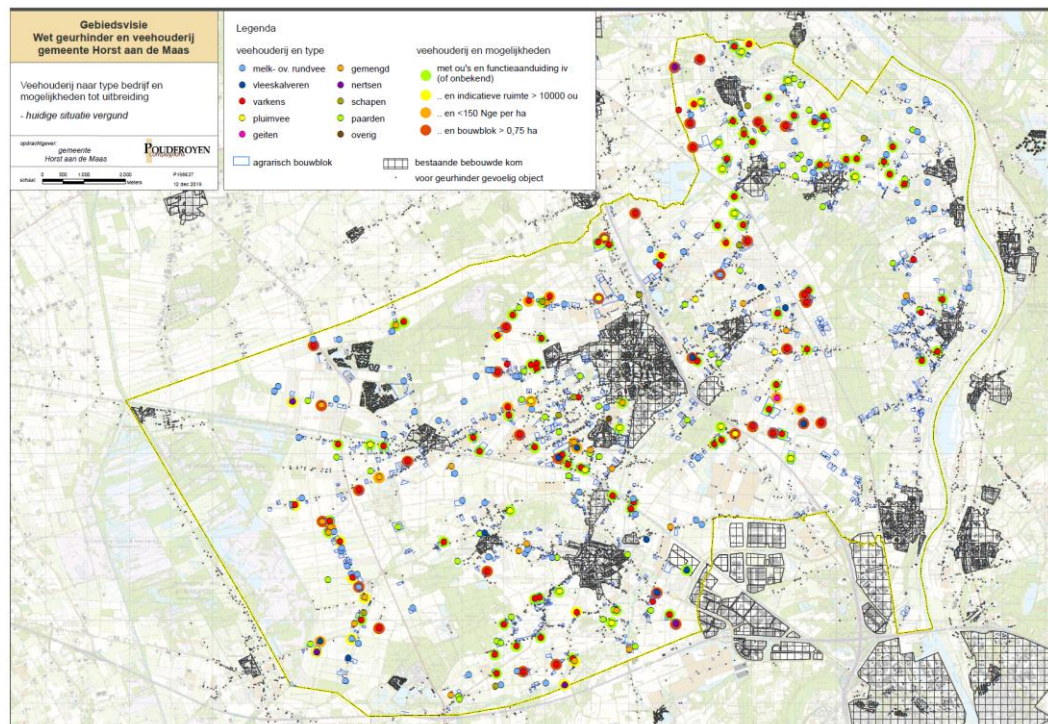 Gebiedsvisie
Wet geurhinder en veehouderij
gemeente Horst aan de Maas
Veehouderij naar type bedrijf en
mogelijkheden tot uitbreiding
- huidige situatie vergund
opdrachtgever:
gemeente
Horst aan de Maas
POUDEROYEN
compagnons
schaal:
0 500 1.000 2.000
Meters
12 dec 2019
Legenda
veehouderij en type
melk- ov. rundvee
vleeskalveren
varkens
pluimvee
geiten
gemengd
nertsen
schapen
paarden
overig
veehouderij en mogelijkheden
met ou's en functieaanduiding iv
(of onbekend)
.. en indicatieve ruimte > 10000 ou
.. en <150 Nge per ha
.. en bouwblok > 0,75 ha
agrarisch bouwblok
bestaande bebouwde kom
voor geurhinder gevoelig object